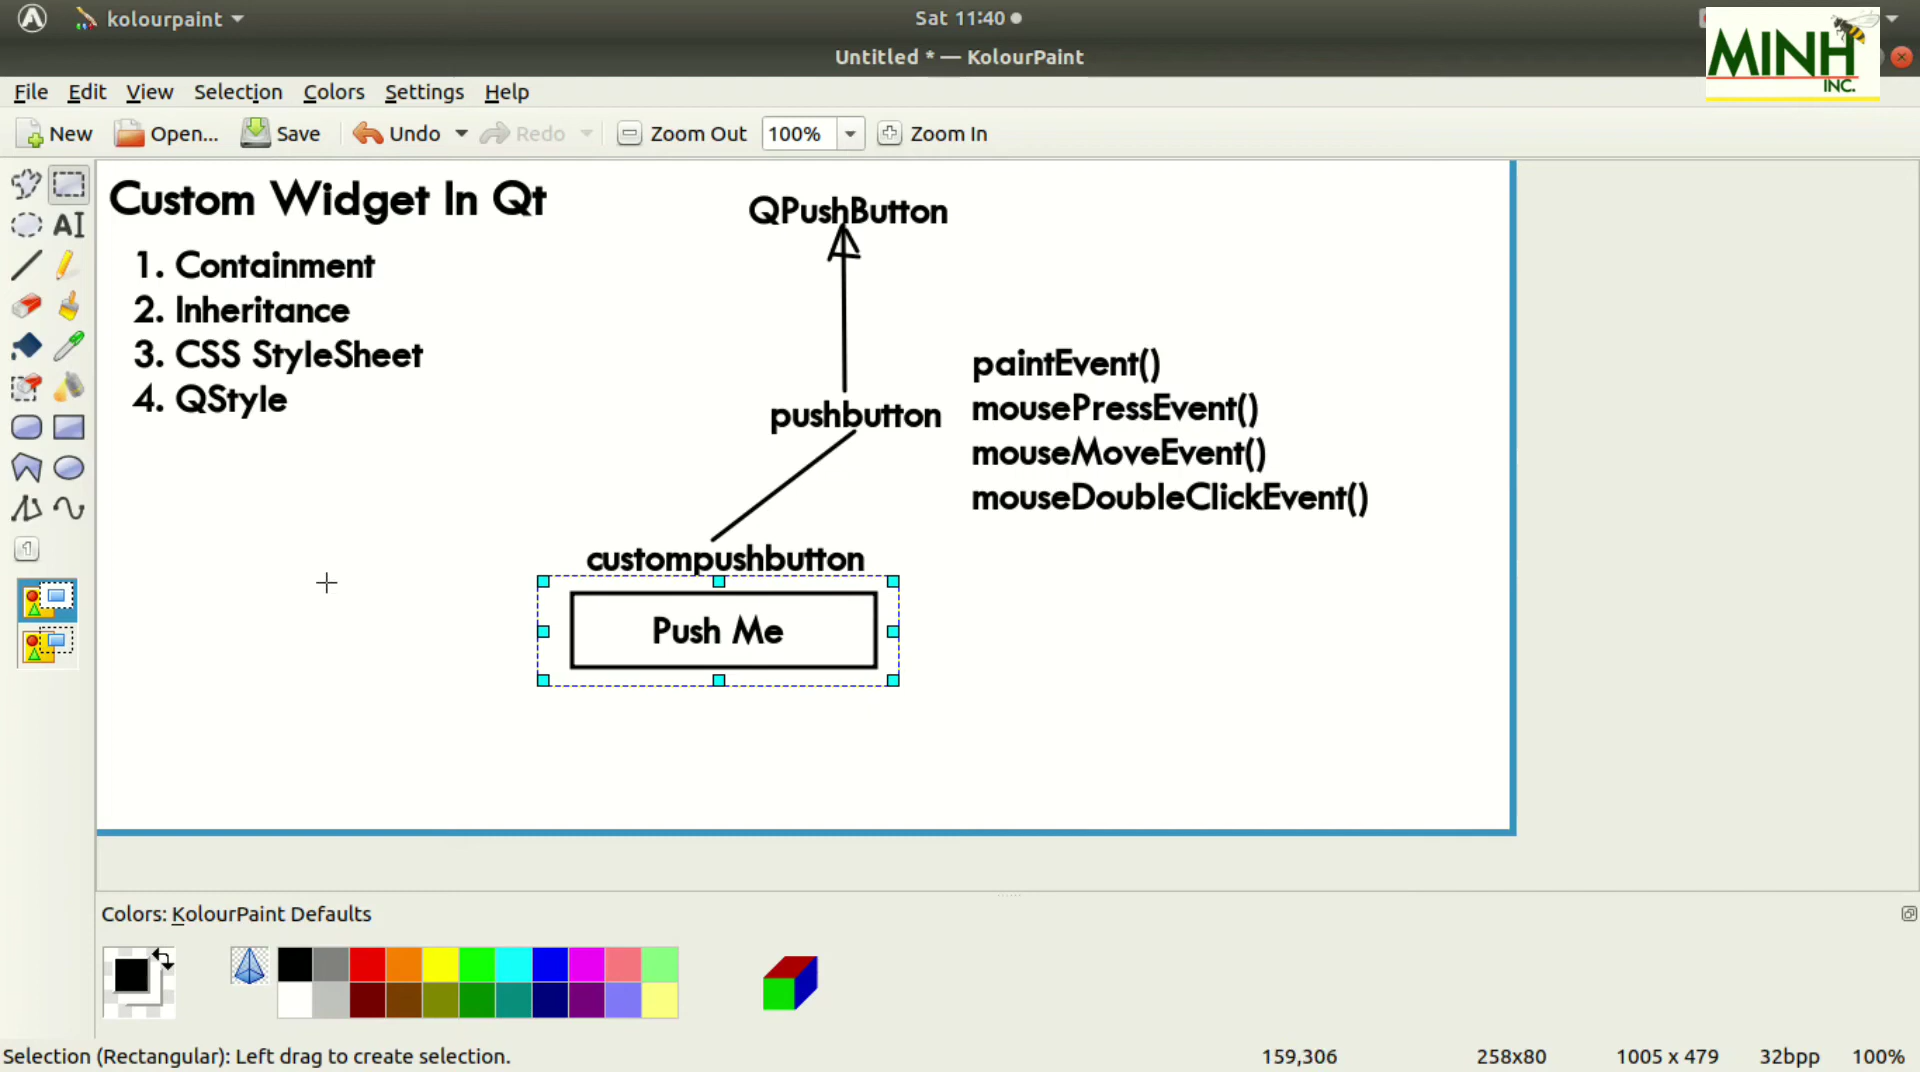 kolourpaint
Sat 11:40
Untitled * — KolourPaint
MINH
INC.
File Edit View Selection Colors Settings Help
New Open... Save Undo Redo Zoom Out 100% Zoom In
Custom Widget In Qt
1. Containment
2. Inheritance
3. CSS StyleSheet
4. QStyle
QPushButton
pushbutton
paintEvent()
mousePressEvent()
mouseMoveEvent()
mouseDoubleClickEvent()
custompushbutton
Push Me
Colors: KolourPaint Defaults
Selection (Rectangular): Left drag to create selection. 159,306 258x80 1005 x 479 32bpp 100%